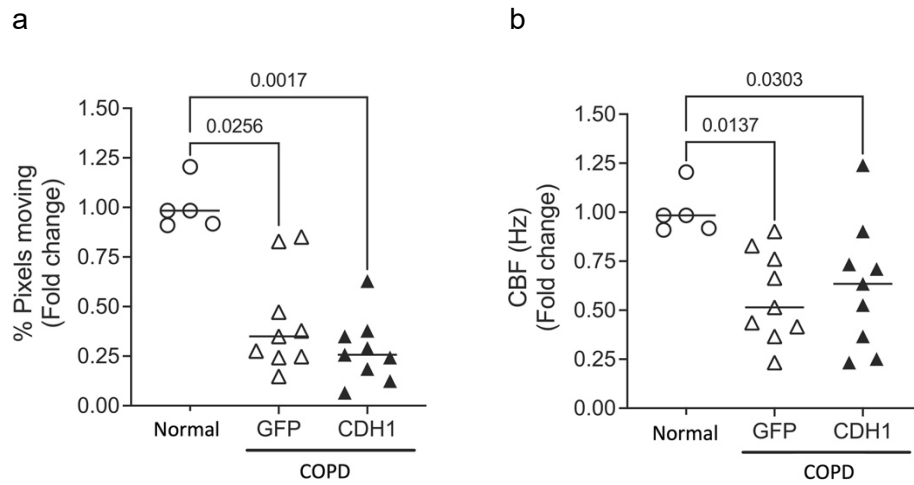 a
0.0017
0.0256
1.50
1.25
1.00
0.75
0.50
0.25
0.00
% Pixels moving
(Fold change)
Normal GFP CDH1
COPD
b
0.0303
0.0137
1.50
1.25
1.00
0.75
0.50
0.25
0.00
CBF (Hz)
(Fold change)
Normal GFP CDH1
COPD